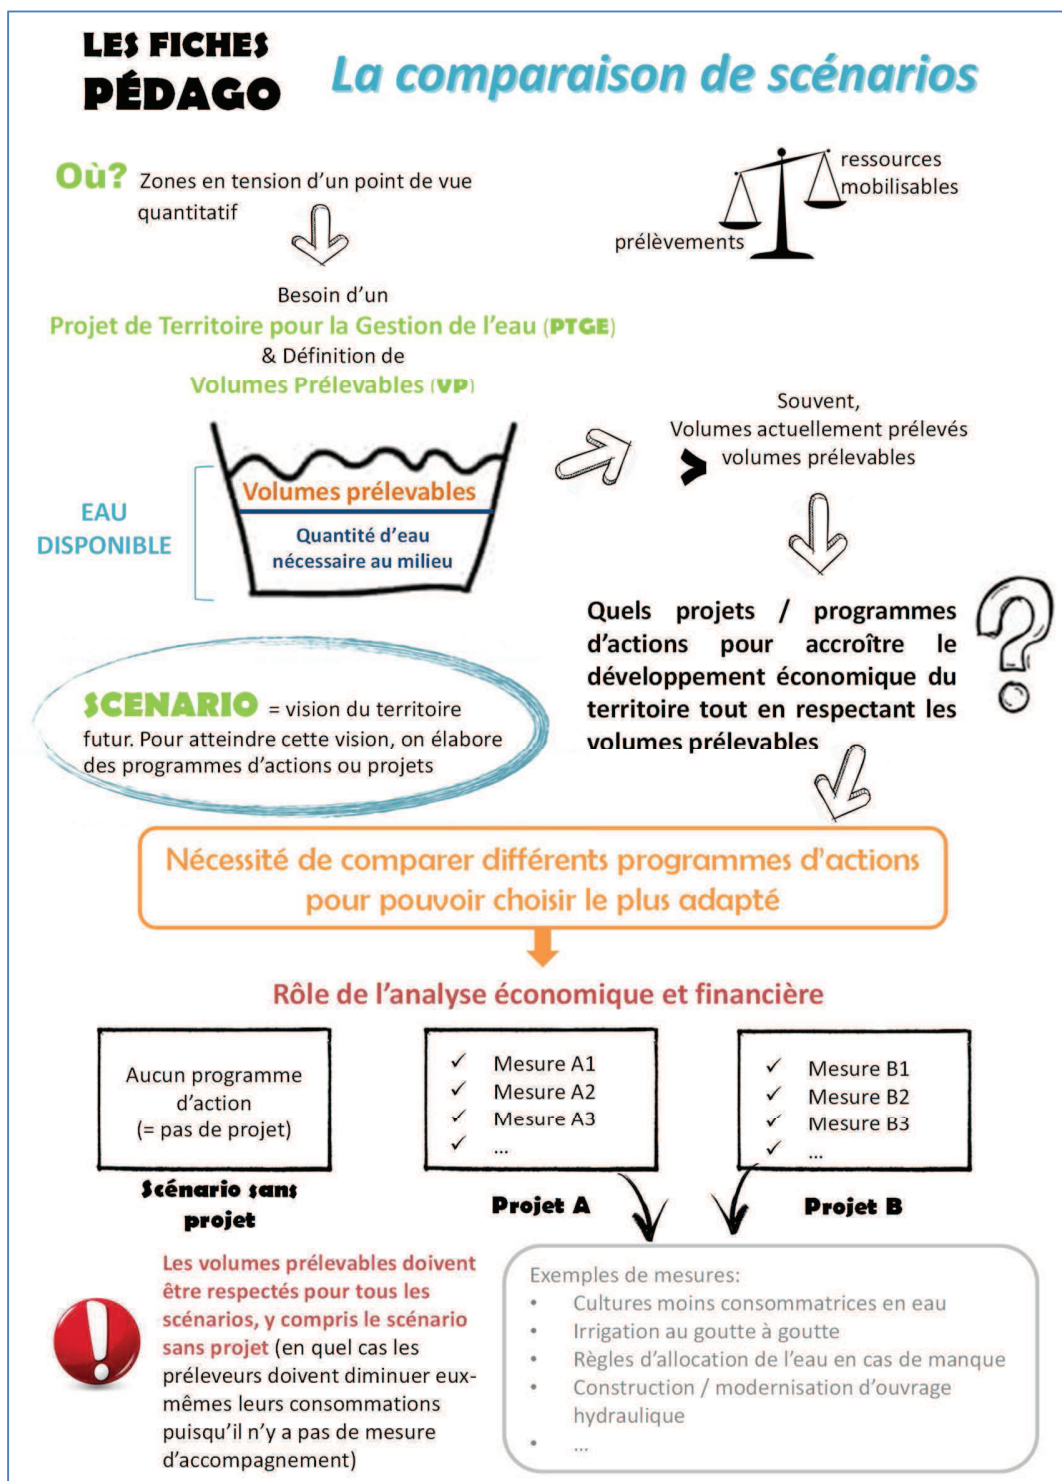 LES FICHES
PÉDAGO
La comparaison de scénarios
Où? Zones en tension d'un point de vue
quantitatif
ressources
mobilisables
prélèvements
Besoin d'un
Projet de Territoire pour la Gestion de l'eau (PTGE)
& Définition de
Volumes Prélevables (VP)
Souvent,
Volumes actuellement prélevés
> volumes prélevables
EAU
DISPONIBLE
Volumes prélevables
Quantité d'eau
nécessaire au milieu
Quels projets / programmes
d'actions pour accroître le
développement économique du
territoire tout en respectant les
volumes prélevables
?
SCENARIO = vision du territoire
futur. Pour atteindre cette vision, on élabore
des programmes d'actions ou projets
Nécessité de comparer différents programmes d'actions
pour pouvoir choisir le plus adapté
Rôle de l'analyse économique et financière
Aucun programme
d'action
(= pas de projet)
Scénario sans
projet
✓ Mesure A1
✓ Mesure A2
✓ Mesure A3
✓ ...
Projet A
✓ Mesure B1
✓ Mesure B2
✓ Mesure B3
✓ ...
Projet B
!
Les volumes prélevables doivent
être respectés pour tous les
scénarios, y compris le scénario
sans projet (en quel cas les
préleveurs doivent diminuer eux-
mêmes leurs consommations
puisqu'il n'y a pas de mesure
d'accompagnement)
Exemples de mesures:
• Cultures moins consommatrices en eau
• Irrigation au goutte à goutte
• Règles d'allocation de l'eau en cas de manque
• Construction / modernisation d'ouvrage
hydraulique
• ...